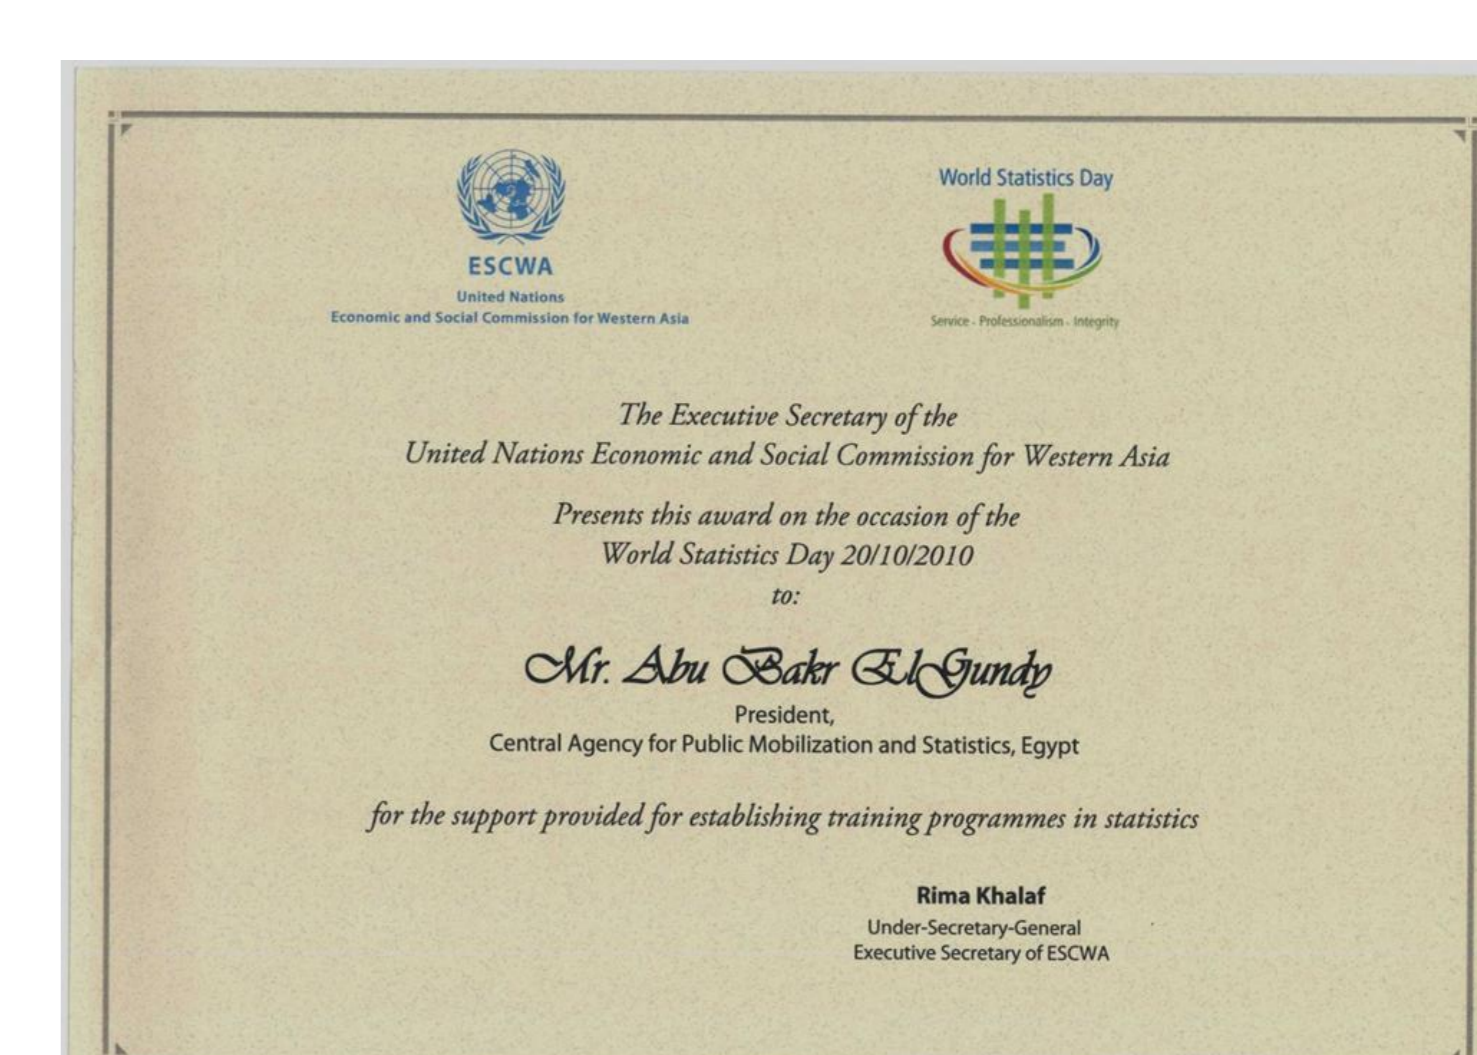 ESCWA
United Nations
Economic and Social Commission for Western Asia
World Statistics Day
Service - Professionalism - Integrity
The Executive Secretary of the
United Nations Economic and Social Commission for Western Asia
Presents this award on the occasion of the
World Statistics Day 20/10/2010
to:
Mr. Abu Bakr ElGundy
President,
Central Agency for Public Mobilization and Statistics, Egypt
for the support provided for establishing training programmes in statistics
Rima Khalaf
Under-Secretary-General
Executive Secretary of ESCWA